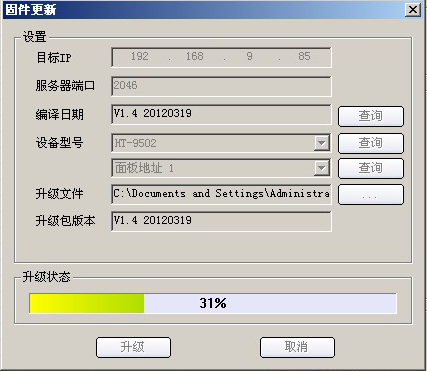 固件更新
设置
目标IP 192 . 168 . 9 . 85
服务器端口 2046
编译日期 V1.4 20120319 查询
设备型号 HT-9502 查询
面板地址 1 查询
升级文件 C:\Documents and Settings\Administra ...
升级包版本 V1.4 20120319
升级状态
31%
升级 取消